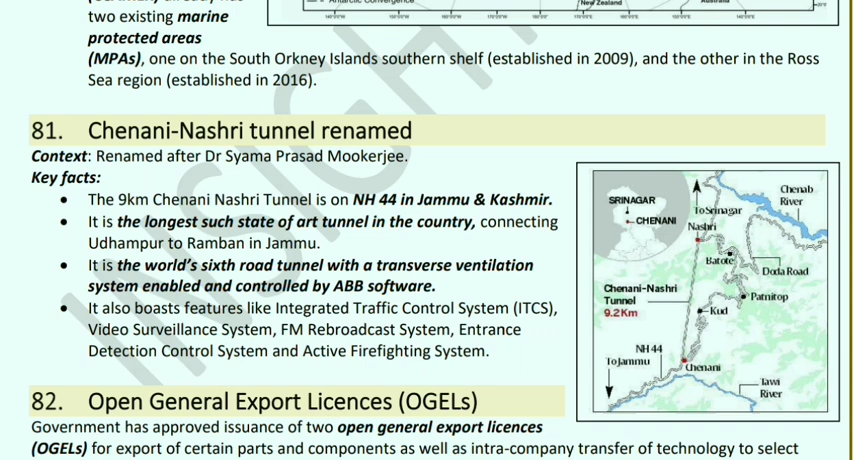 Antarctic Convergence
New Zealand
two existing marine
protected areas
(MPAs), one on the South Orkney Islands southern shelf (established in 2009), and the other in the Ross
Sea region (established in 2016).
81. Chenani-Nashri tunnel renamed
Context: Renamed after Dr Syama Prasad Mookerjee.
Key facts:
• The 9km Chenani Nashri Tunnel is on NH 44 in Jammu & Kashmir.
• It is the longest such state of art tunnel in the country, connecting
Udhampur to Ramban in Jammu.
• It is the world's sixth road tunnel with a transverse ventilation
system enabled and controlled by ABB software.
• It also boasts features like Integrated Traffic Control System (ITCS),
Video Surveillance System, FM Rebroadcast System, Entrance
Detection Control System and Active Firefighting System.
SRINAGAR
CHENANI
Chenab
River
To Srinagar
Nashri
Batote
Doda Road
Chenani-Nashri
Tunnel
9.2Km
Patnitop
Kud
NH 44
To Jammu
Chenani
Tawi
River
82. Open General Export Licences (OGELs)
Government has approved issuance of two open general export licences
(OGELs) for export of certain parts and components as well as intra-company transfer of technology to select
INSIGHT